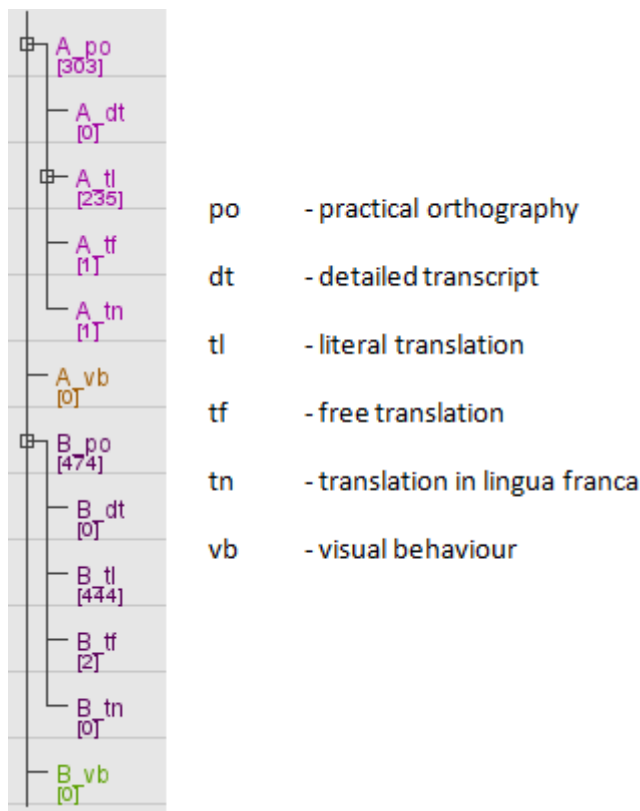 A_po
[303]
A_dt
[0]
A_tl
[235]
A_tf
[1]
A_tn
[1]
A_vb
[0]
B_po
[474]
B_dt
[0]
B_tl
[444]
B_tf
[2]
B_tn
[0]
B_vb
[0]
po - practical orthography
dt - detailed transcript
tl - literal translation
tf - free translation
tn - translation in lingua franca
vb - visual behaviour